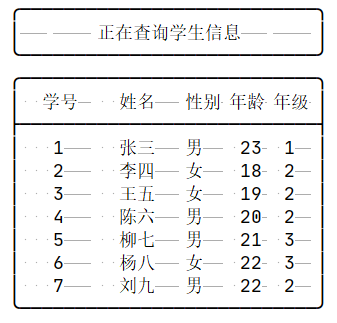 正在查询学生信息
学号 姓名 性别 年龄 年级
1 张三 男 23 1
2 李四 女 18 2
3 王五 女 19 2
4 陈六 男 20 2
5 柳七 男 21 3
6 杨八 女 22 3
7 刘九 男 22 2